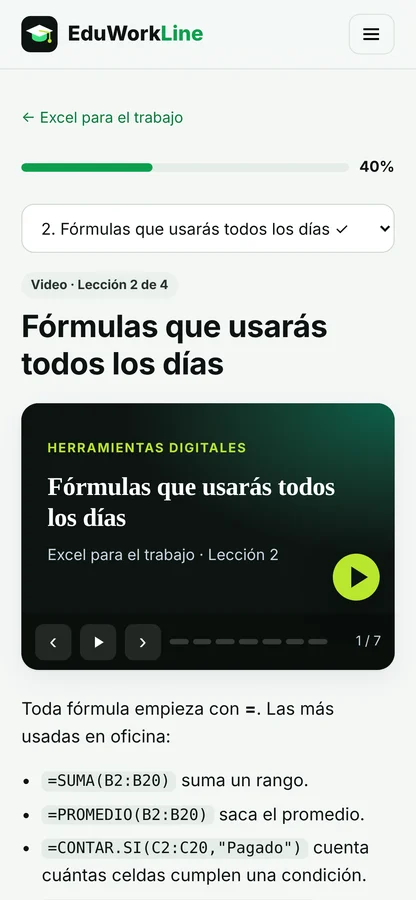 EduWorkLine
← Excel para el trabajo
40%
2. Fórmulas que usarás todos los días ✓
Video · Lección 2 de 4
Fórmulas que usarás
todos los días
HERRAMIENTAS DIGITALES
Fórmulas que usarás todos
los días
Excel para el trabajo · Lección 2
1 / 7
Toda fórmula empieza con =. Las más
usadas en oficina:
• =SUMA(B2:B20) suma un rango.
• =PROMEDIO(B2:B20) saca el promedio.
• =CONTAR.SI(C2:C20,"Pagado") cuenta
cuántas celdas cumplen una condición.